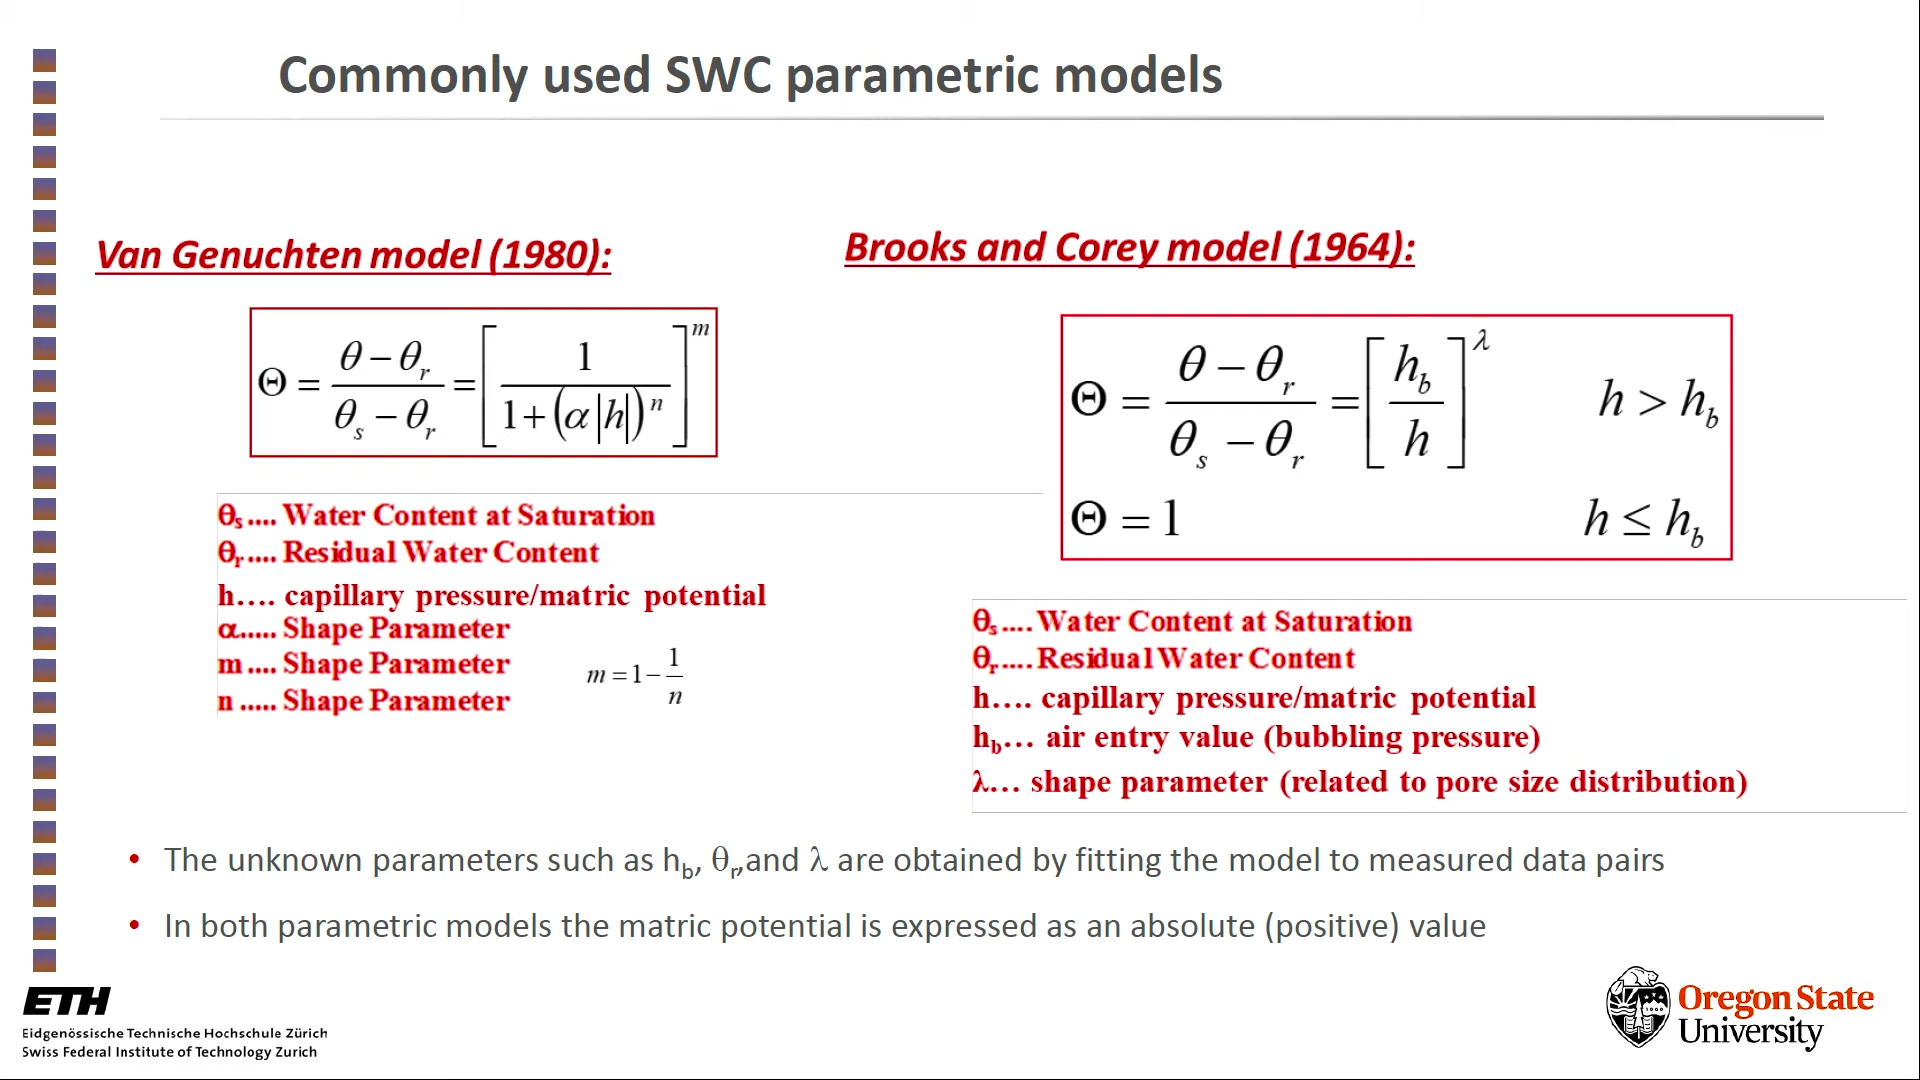 Commonly used SWC parametric models
Van Genuchten model (1980):
Θ = (θ − θr)/(θs − θr) = [1/(1+(α|h|)^n)]^m
θs .... Water Content at Saturation
θr .... Residual Water Content
h…. capillary pressure/matric potential
α..... Shape Parameter
m .... Shape Parameter
n ..... Shape Parameter
m = 1 − 1/n
Brooks and Corey model (1964):
Θ = (θ − θr)/(θs − θr) = [hb/h]^λ h > hb
Θ = 1 h ≤ hb
θs .... Water Content at Saturation
θr .... Residual Water Content
h…. capillary pressure/matric potential
hb… air entry value (bubbling pressure)
λ… shape parameter (related to pore size distribution)
• The unknown parameters such as hb, θr,and λ are obtained by fitting the model to measured data pairs
• In both parametric models the matric potential is expressed as an absolute (positive) value
ETH
Eidgenössische Technische Hochschule Zürich
Swiss Federal Institute of Technology Zurich
Oregon State
University